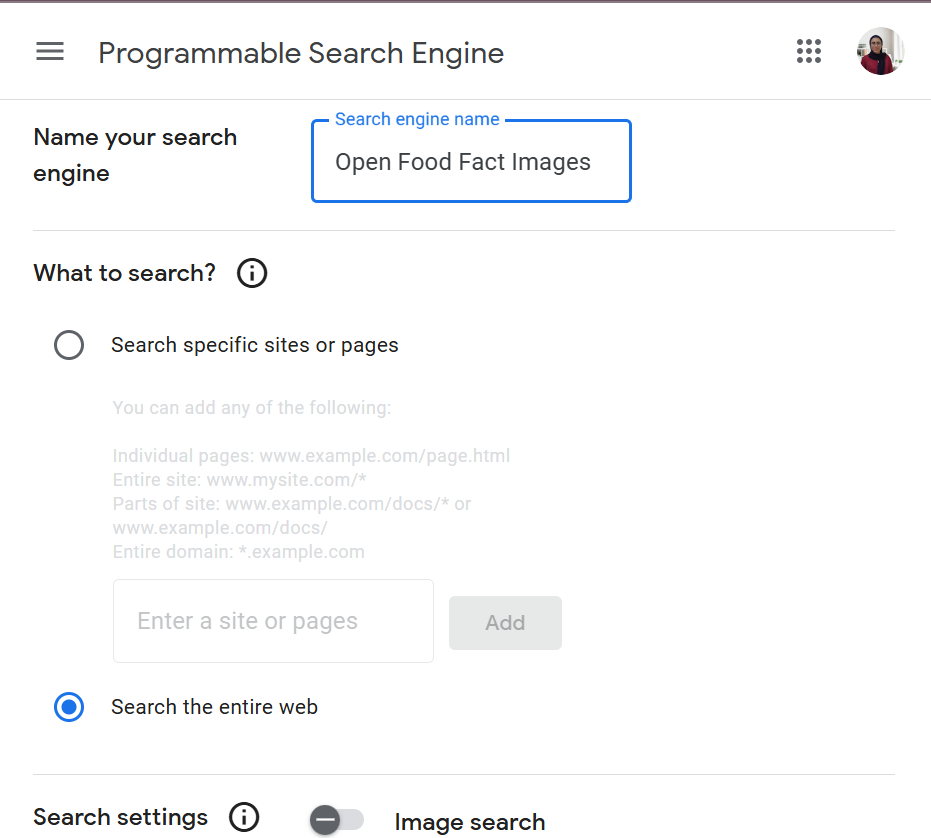 Programmable Search Engine
Name your search
engine
Search engine name
Open Food Fact Images
What to search?
Search specific sites or pages
You can add any of the following:
Individual pages: www.example.com/page.html
Entire site: www.mysite.com/*
Parts of site: www.example.com/docs/* or
www.example.com/docs/
Entire domain: *.example.com
Enter a site or pages
Add
Search the entire web
Search settings
Image search